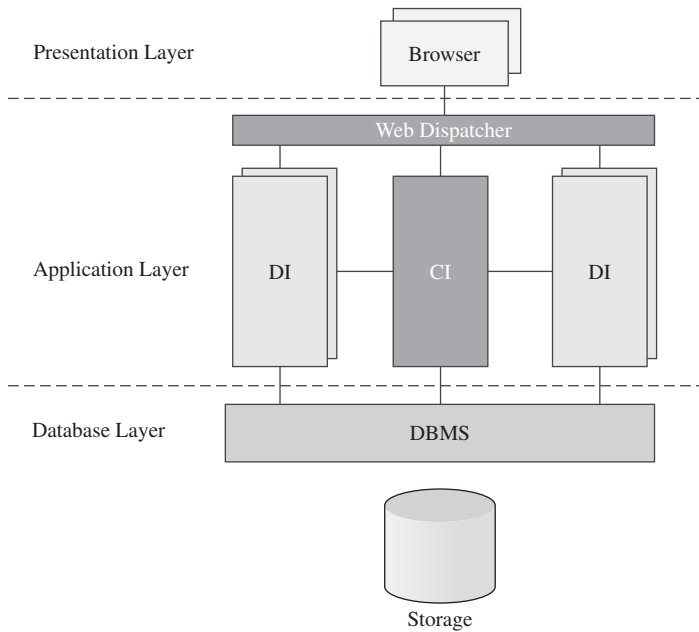 Presentation Layer
Browser
Web Dispatcher
Application Layer
DI
CI
DI
Database Layer
DBMS
Storage